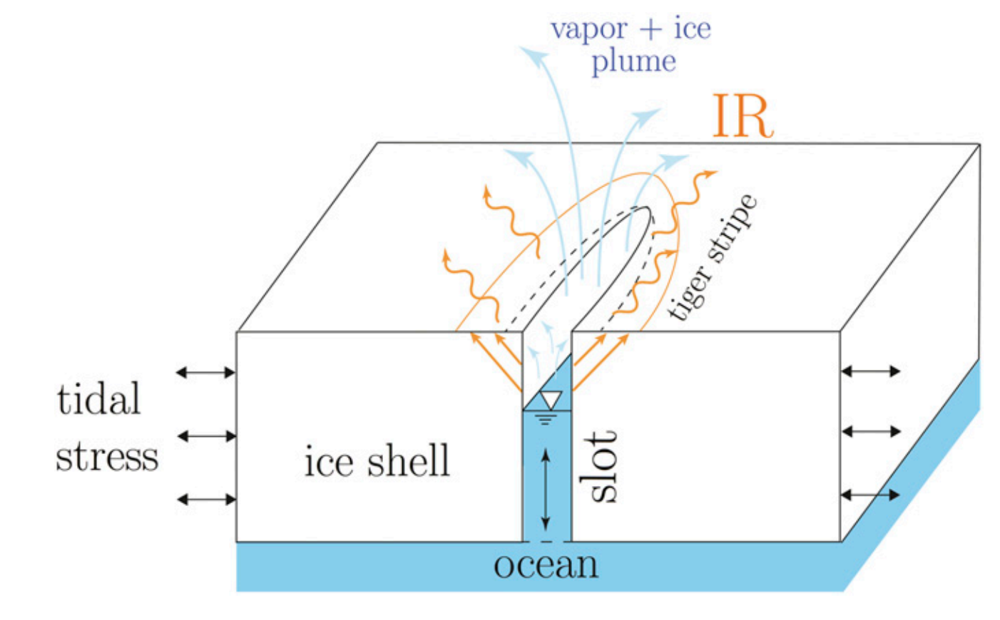 vapor + ice
plume
IR
tiger stripe
tidal
stress
ice shell
slot
ocean